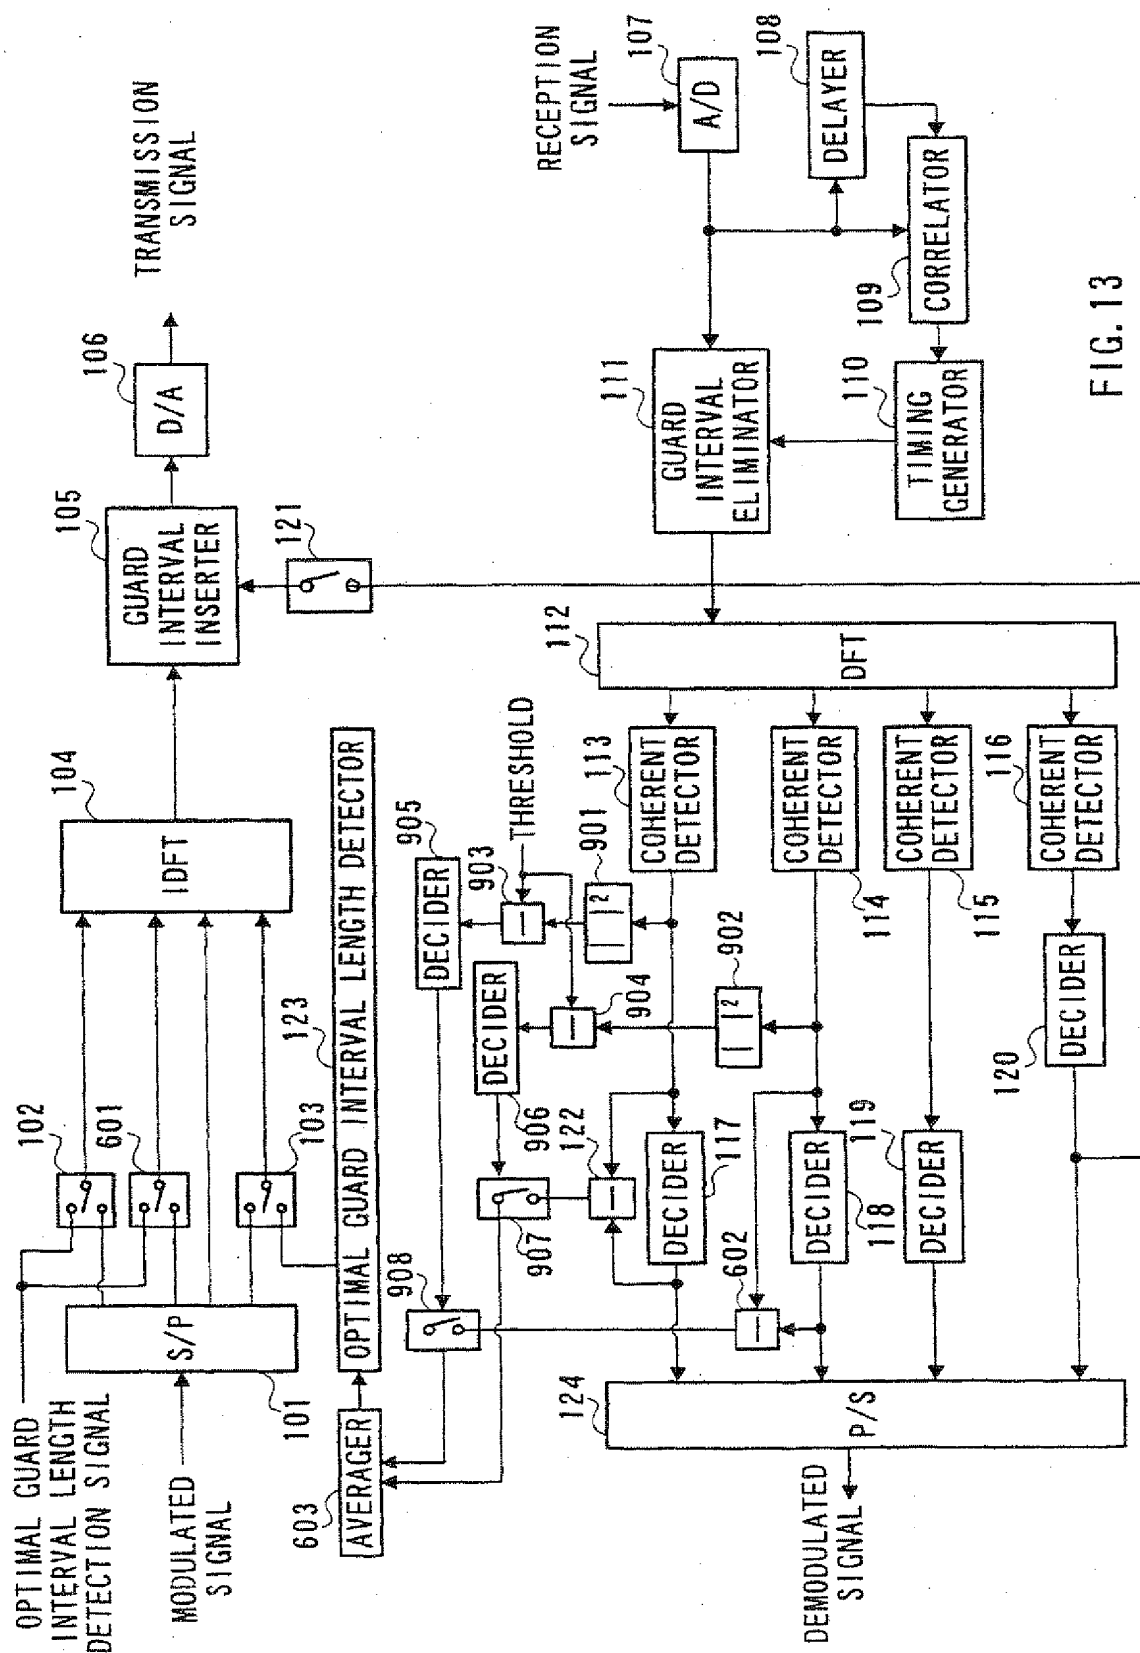 OPTIMAL GUARD
INTERVAL LENGTH
DETECTION SIGNAL
MODULATED
SIGNAL
101
S/P
102
601
103
104
IDFT
105
GUARD
INTERVAL
INSERTER
106
D/A
TRANSMISSION
SIGNAL
121
123
OPTIMAL GUARD INTERVAL LENGTH DETECTOR
603
AVERAGER
908
905
DECIDER
903
THRESHOLD
901
| |²
DECIDER
906
904
902
| |²
907
122
602
DECIDER
117
DECIDER
118
119
DECIDER
120
DECIDER
113
COHERENT
DETECTOR
COHERENT
DETECTOR
114
COHERENT
DETECTOR
115
116
COHERENT
DETECTOR
112
DFT
124
P/S
DEMODULATED
SIGNAL
111
GUARD
INTERVAL
ELIMINATOR
110
TIMING
GENERATOR
109
CORRELATOR
108
DELAYER
107
A/D
RECEPTION
SIGNAL
FIG. 13